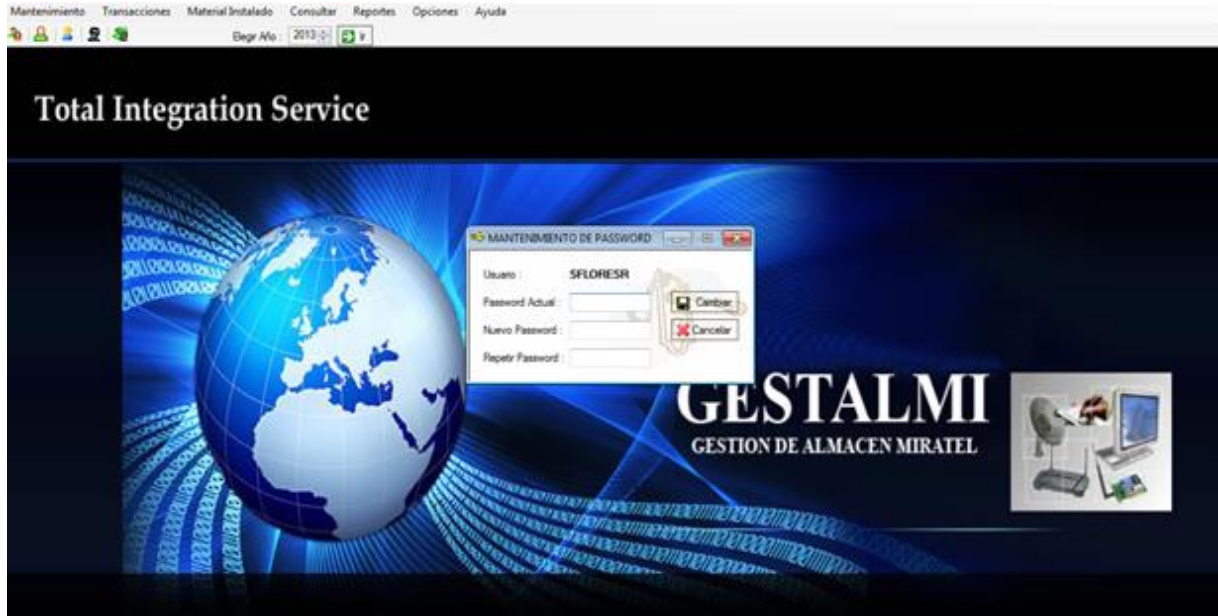 Mantenimiento Transacciones Material Instalado Consultar Reportes Opciones Ayuda
Elegir Año : 2013 Ir
Total Integration Service
MANTENIMIENTO DE PASSWORD
Usuario : SFLORESR
Password Actual : Cambiar
Nuevo Password : Cancelar
Repetir Password :
GESTALMI
GESTION DE ALMACEN MIRATEL